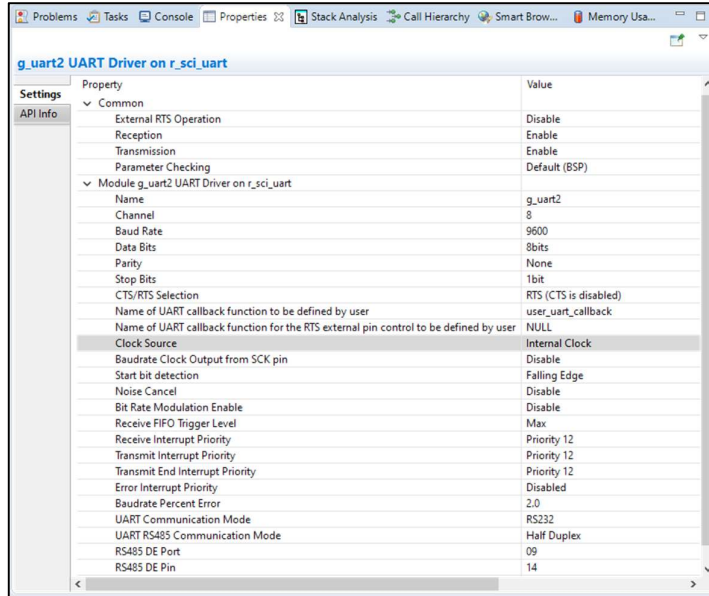 Problems Tasks Console Properties Stack Analysis Call Hierarchy Smart Brow... Memory Usa...
g_uart2 UART Driver on r_sci_uart
Settings
API Info
Property Value
Common
External RTS Operation Disable
Reception Enable
Transmission Enable
Parameter Checking Default (BSP)
Module g_uart2 UART Driver on r_sci_uart
Name g_uart2
Channel 8
Baud Rate 9600
Data Bits 8bits
Parity None
Stop Bits 1bit
CTS/RTS Selection RTS (CTS is disabled)
Name of UART callback function to be defined by user user_uart_callback
Name of UART callback function for the RTS external pin control to be defined by user NULL
Clock Source Internal Clock
Baudrate Clock Output from SCK pin Disable
Start bit detection Falling Edge
Noise Cancel Disable
Bit Rate Modulation Enable Disable
Receive FIFO Trigger Level Max
Receive Interrupt Priority Priority 12
Transmit Interrupt Priority Priority 12
Transmit End Interrupt Priority Priority 12
Error Interrupt Priority Disabled
Baudrate Percent Error 2.0
UART Communication Mode RS232
UART RS485 Communication Mode Half Duplex
RS485 DE Port 09
RS485 DE Pin 14